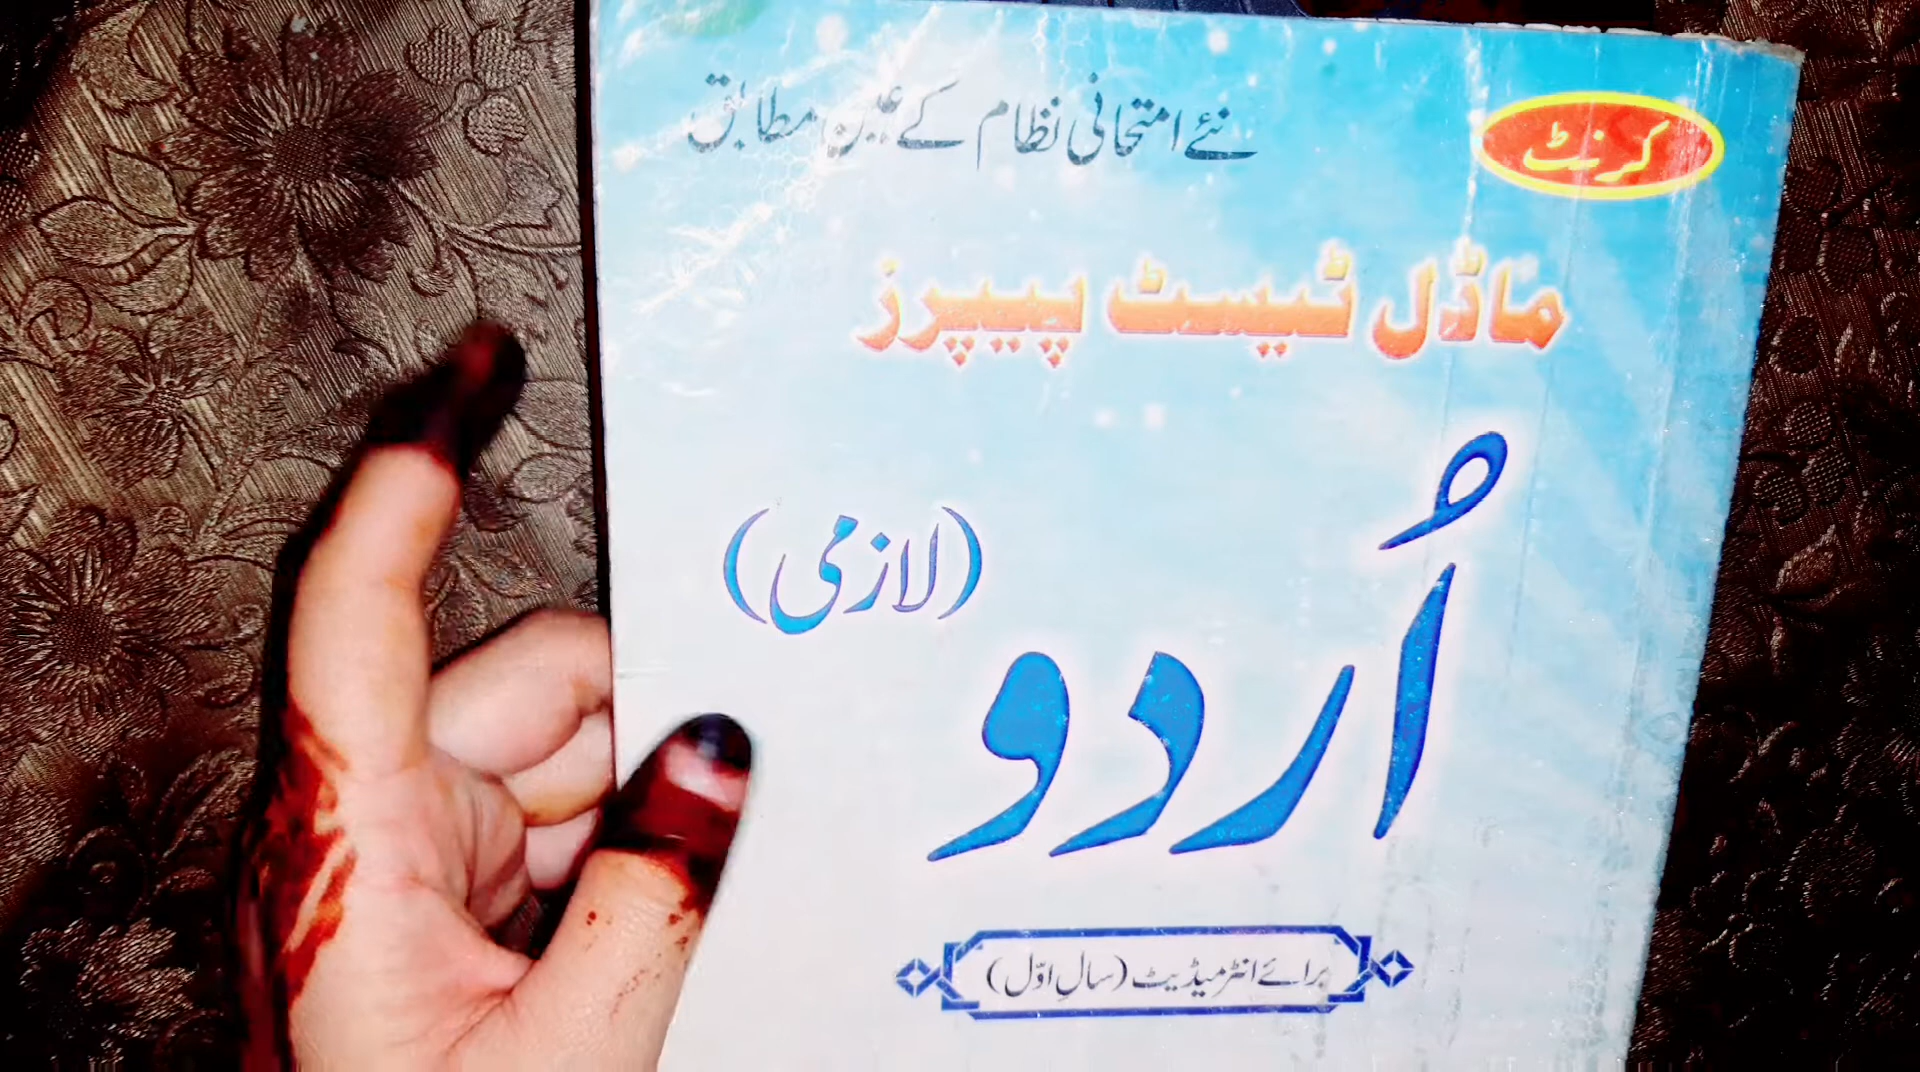 نئے امتحانی نظام کے عین مطابق
کرنٹ
ماڈل ٹیسٹ پیپرز
اُردو
(لازمی)
برائے انٹرمیڈیٹ (سالِ اوّل)